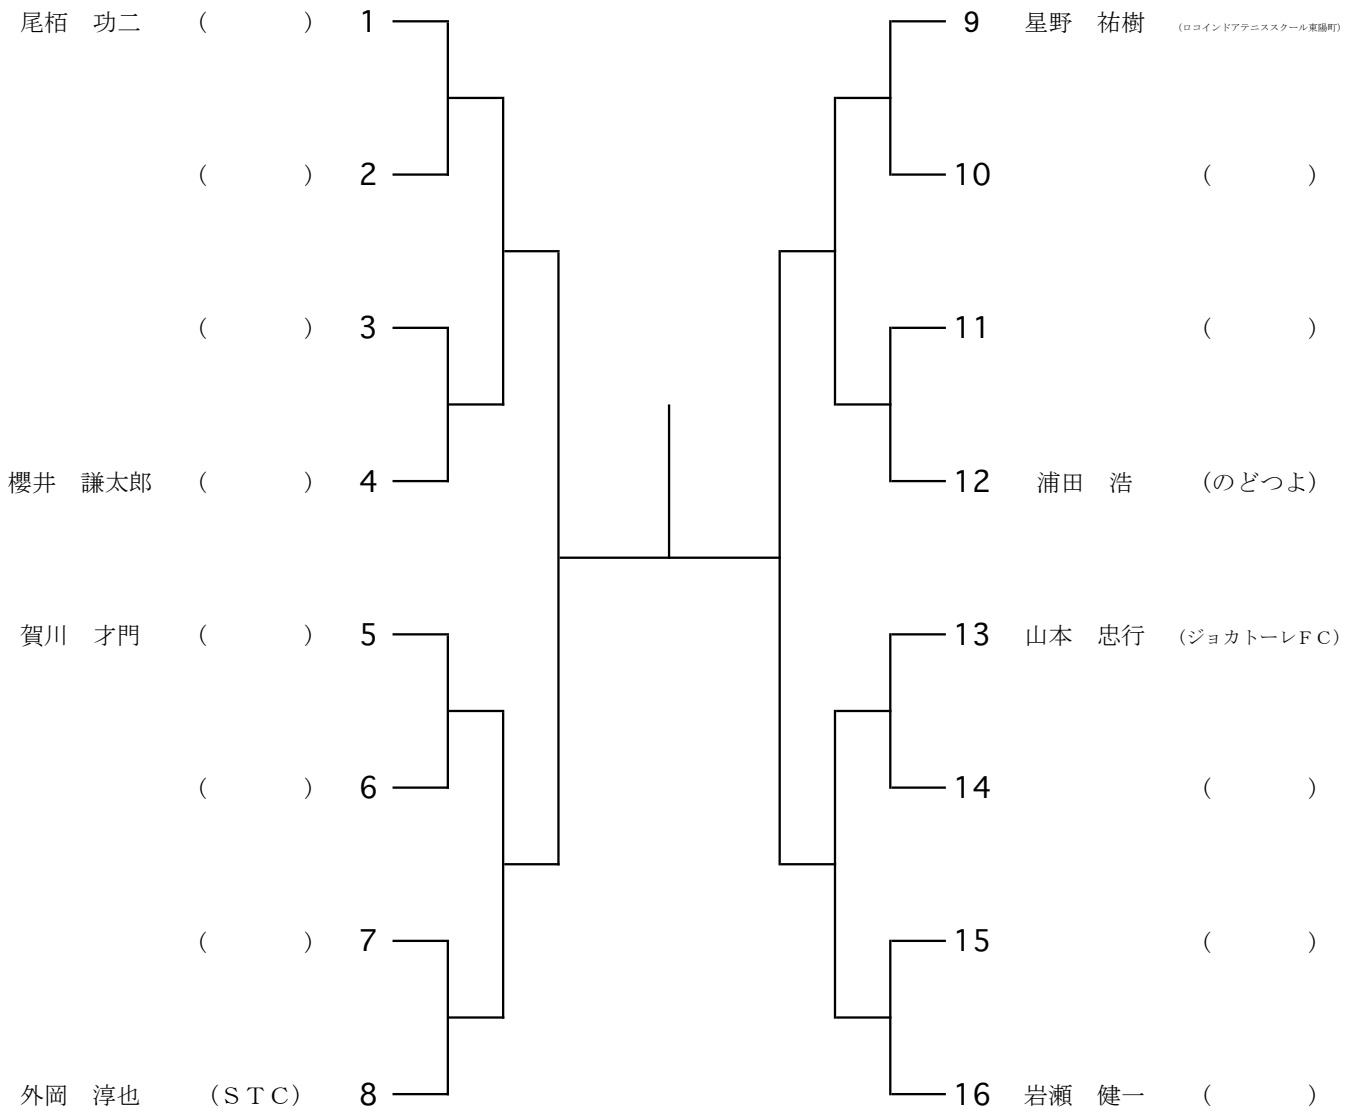 尾栢　功二　（　　　）　1
（　　　）　2
（　　　）　3
櫻井　謙太郎　（　　　）　4
賀川　才門　（　　　）　5
（　　　）　6
（　　　）　7
外岡　淳也　（ＳＴＣ）　8
9　星野　祐樹　（ロコインドアテニススクール東陽町）
10　（　　　）
11　（　　　）
12　浦田　浩　（のどつよ）
13　山本　忠行　（ジョカトーレＦＣ）
14　（　　　）
15　（　　　）
16　岩瀬　健一　（　　　）